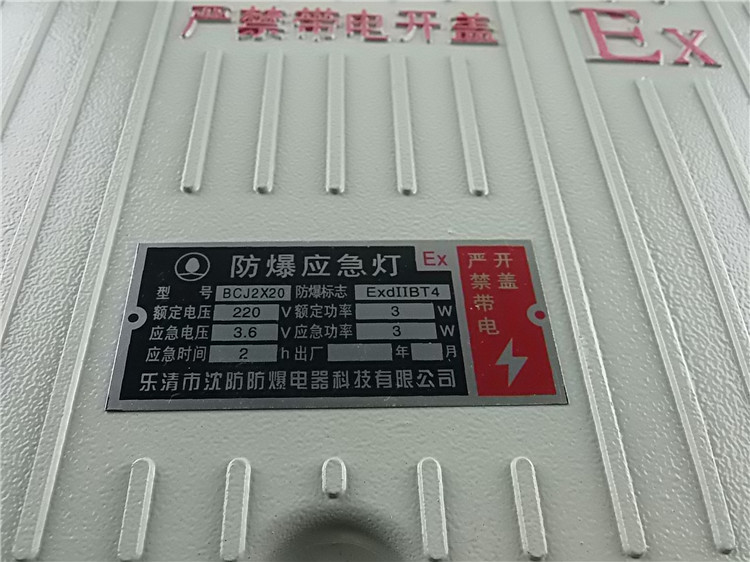 严禁带电开盖 Ex
防爆应急灯 Ex
型 号 BCJ2X20 防爆标志 ExdIIBT4
额定电压 220 V 额定功率 3 W
应急电压 3.6 V 应急功率 3 W
应急时间 2 h 出厂 年 月
乐清市沈防防爆电器科技有限公司
严禁带电
开盖